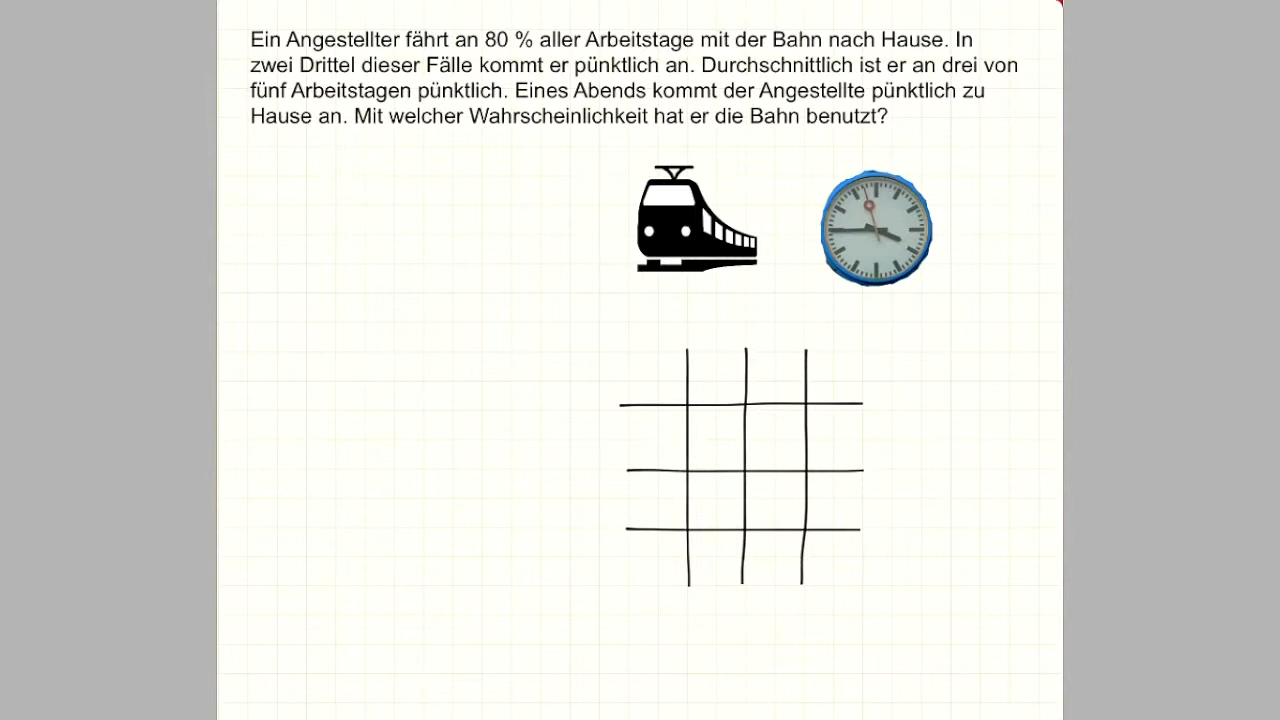 Ein Angestellter fährt an 80 % aller Arbeitstage mit der Bahn nach Hause. In
zwei Drittel dieser Fälle kommt er pünktlich an. Durchschnittlich ist er an drei von
fünf Arbeitstagen pünktlich. Eines Abends kommt der Angestellte pünktlich zu
Hause an. Mit welcher Wahrscheinlichkeit hat er die Bahn benutzt?